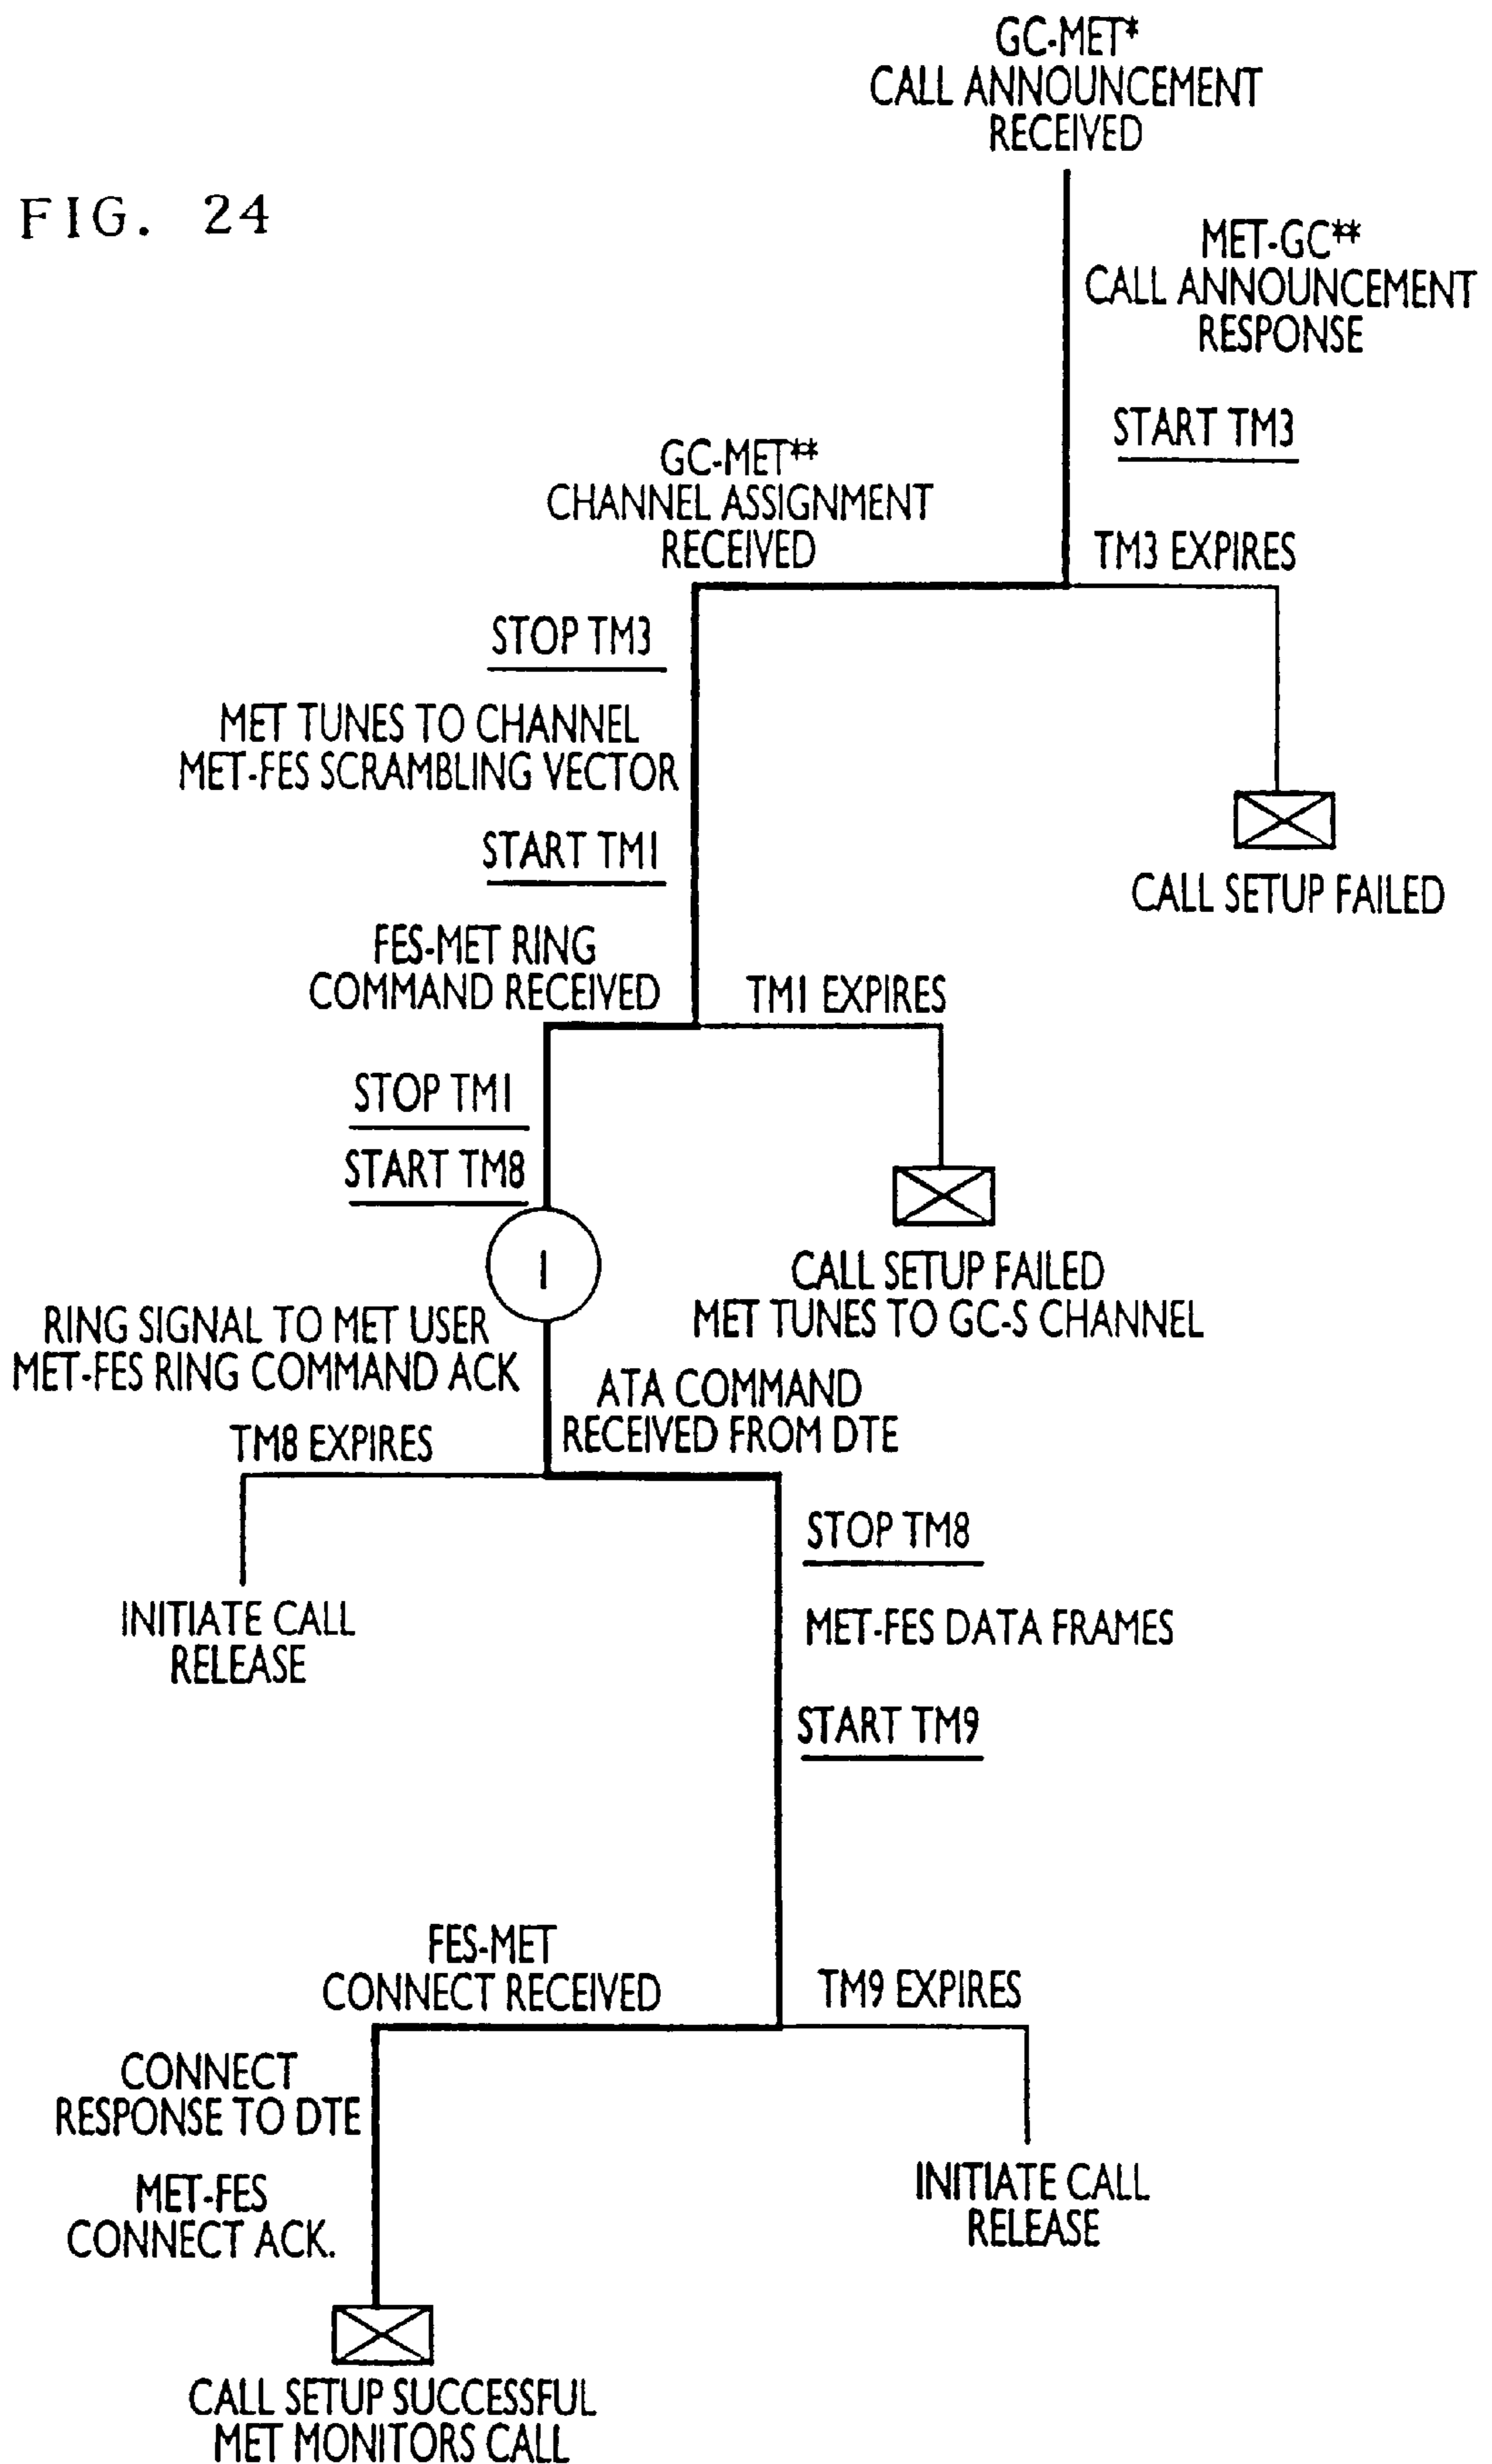 GC-MET*
CALL ANNOUNCEMENT
RECEIVED
FIG. 24
MET-GC**
CALL ANNOUNCEMENT
RESPONSE
START TM3
GC-MET**
CHANNEL ASSIGNMENT
RECEIVED
TM3 EXPIRES
STOP TM3
MET TUNES TO CHANNEL
MET-FES SCRAMBLING VECTOR
START TM1
CALL SETUP FAILED
FES-MET RING
COMMAND RECEIVED
TM1 EXPIRES
STOP TM1
START TM8
1
CALL SETUP FAILED
MET TUNES TO GC-S CHANNEL
RING SIGNAL TO MET USER
MET-FES RING COMMAND ACK
ATA COMMAND
RECEIVED FROM DTE
TM8 EXPIRES
INITIATE CALL
RELEASE
STOP TM8
MET-FES DATA FRAMES
START TM9
FES-MET
CONNECT RECEIVED
TM9 EXPIRES
CONNECT
RESPONSE TO DTE
MET-FES
CONNECT ACK.
INITIATE CALL
RELEASE
CALL SETUP SUCCESSFUL
MET MONITORS CALL